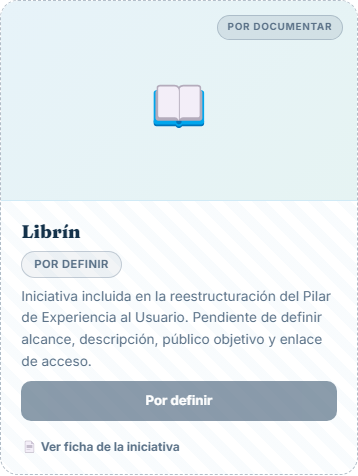 POR DOCUMENTAR
Librín
POR DEFINIR
Iniciativa incluida en la reestructuración del Pilar
de Experiencia al Usuario. Pendiente de definir
alcance, descripción, público objetivo y enlace
de acceso.
Por definir
Ver ficha de la iniciativa